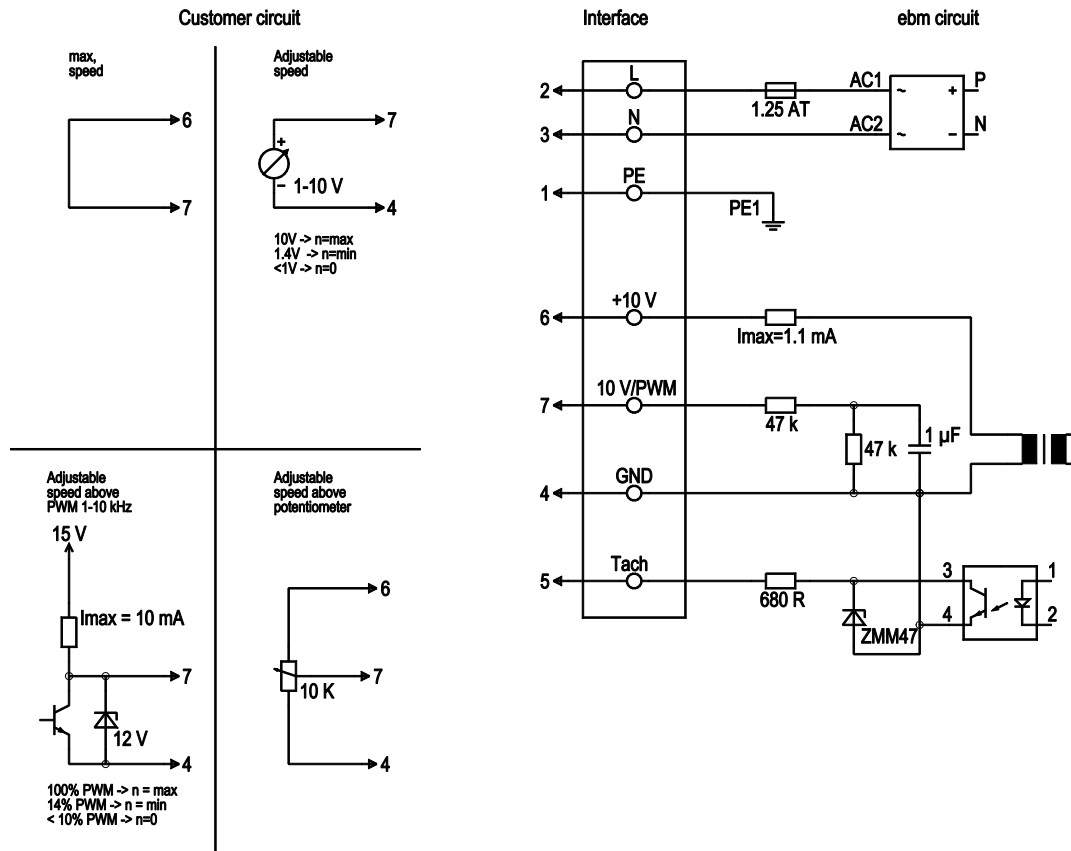 Customer circuit
Interface
ebm circuit
max,
speed
6
7
Adjustable
speed
7
+
– 1-10 V
4
10V -> n=max
1.4V -> n=min
<1V -> n=0
Adjustable
speed above
PWM 1-10 kHz
15 V
Imax = 10 mA
7
12 V
4
100% PWM -> n = max
14% PWM -> n = min
< 10% PWM -> n=0
Adjustable
speed above
potentiometer
6
7
10 K
4
2
L
1.25 AT
AC1
~
+
P
3
N
AC2
~
–
N
1
PE
PE1
6
+10 V
Imax=1.1 mA
7
10 V/PWM
47 k
47 k
1 µF
4
GND
5
Tach
680 R
ZMM47
3
4
1
2